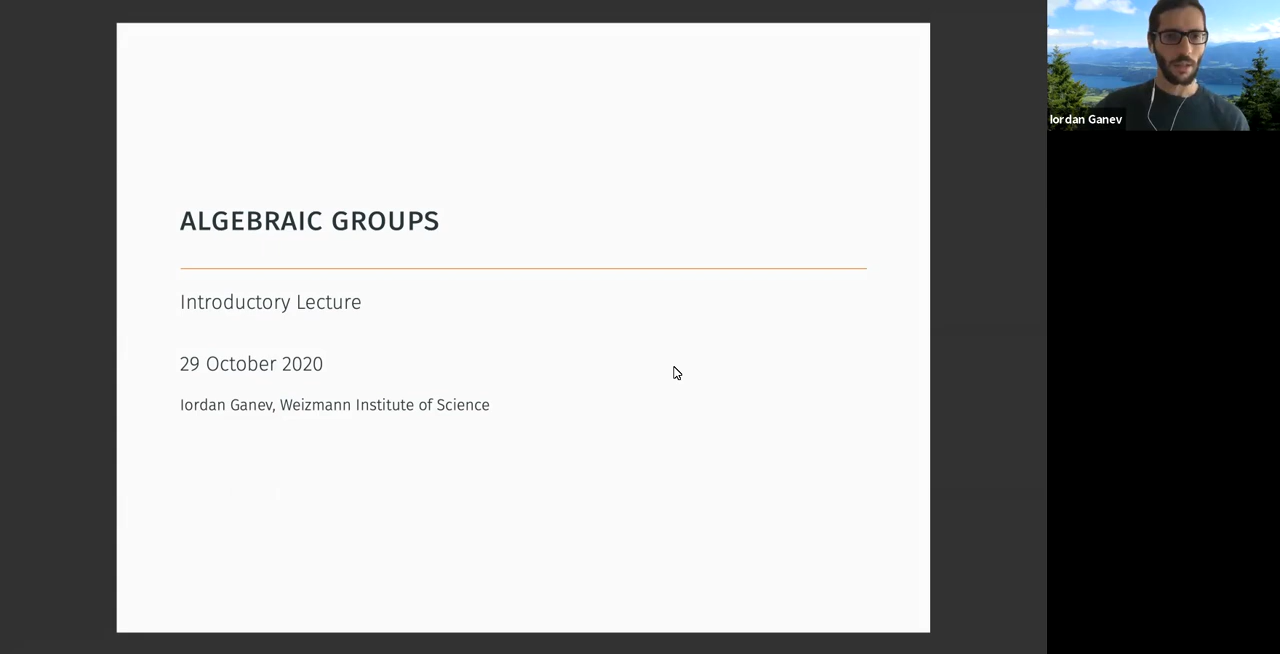 ALGEBRAIC GROUPS
Introductory Lecture
29 October 2020
Iordan Ganev, Weizmann Institute of Science
Iordan Ganev